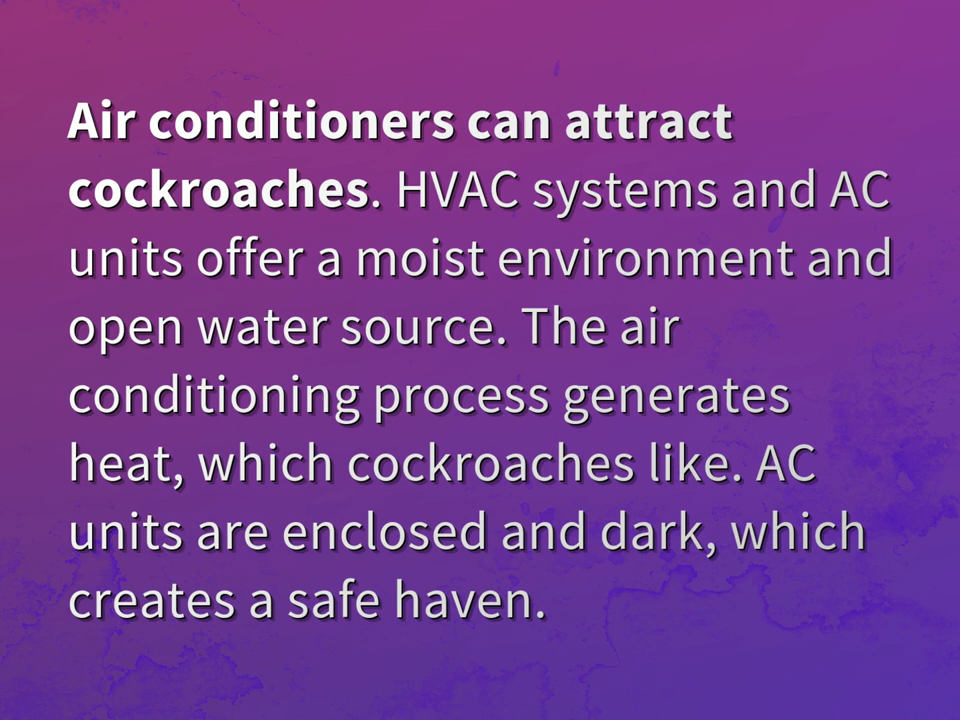 Air conditioners can attract
cockroaches. HVAC systems and AC
units offer a moist environment and
open water source. The air
conditioning process generates
heat, which cockroaches like. AC
units are enclosed and dark, which
creates a safe haven.